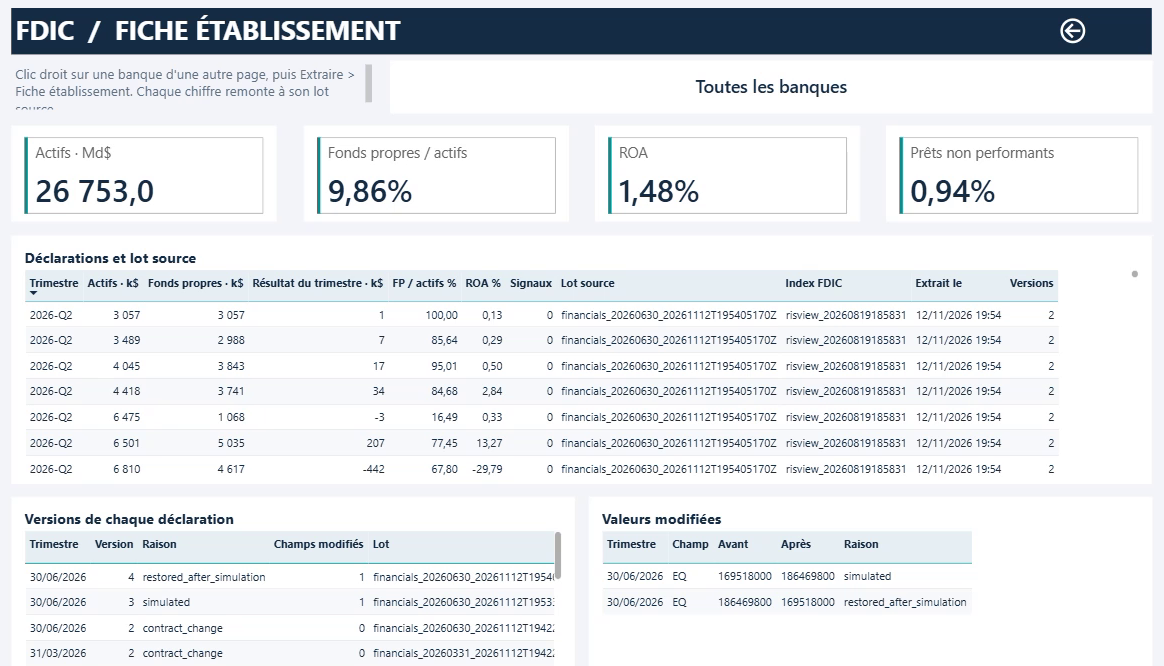 FDIC / FICHE ÉTABLISSEMENT
Clic droit sur une banque d'une autre page, puis Extraire >
Fiche établissement. Chaque chiffre remonte à son lot
source.
Toutes les banques
Actifs · Md$
26 753,0
Fonds propres / actifs
9,86%
ROA
1,48%
Prêts non performants
0,94%
Déclarations et lot source
Trimestre Actifs · k$ Fonds propres · k$ Résultat du trimestre · k$ FP / actifs % ROA % Signaux Lot source Index FDIC Extrait le Versions
2026-Q2 3 057 3 057 1 100,00 0,13 0 financials_20260630_20261112T195405170Z risview_20260819185831 12/11/2026 19:54 2
2026-Q2 3 489 2 988 7 85,64 0,29 0 financials_20260630_20261112T195405170Z risview_20260819185831 12/11/2026 19:54 2
2026-Q2 4 045 3 843 17 95,01 0,50 0 financials_20260630_20261112T195405170Z risview_20260819185831 12/11/2026 19:54 2
2026-Q2 4 418 3 741 34 84,68 2,84 0 financials_20260630_20261112T195405170Z risview_20260819185831 12/11/2026 19:54 2
2026-Q2 6 475 1 068 -3 16,49 0,33 0 financials_20260630_20261112T195405170Z risview_20260819185831 12/11/2026 19:54 2
2026-Q2 6 501 5 035 207 77,45 13,27 0 financials_20260630_20261112T195405170Z risview_20260819185831 12/11/2026 19:54 2
2026-Q2 6 810 4 617 -442 67,80 -29,79 0 financials_20260630_20261112T195405170Z risview_20260819185831 12/11/2026 19:54 2
Versions de chaque déclaration
Trimestre Version Raison Champs modifiés Lot
30/06/2026 4 restored_after_simulation 1 financials_20260630_20261112T1954
30/06/2026 3 simulated 1 financials_20260630_20261112T1953
30/06/2026 2 contract_change 0 financials_20260630_20261112T1942
31/03/2026 2 contract_change 0 financials_20260331_20261112T1942
Valeurs modifiées
Trimestre Champ Avant Après Raison
30/06/2026 EQ 169518000 186469800 simulated
30/06/2026 EQ 186469800 169518000 restored_after_simulation